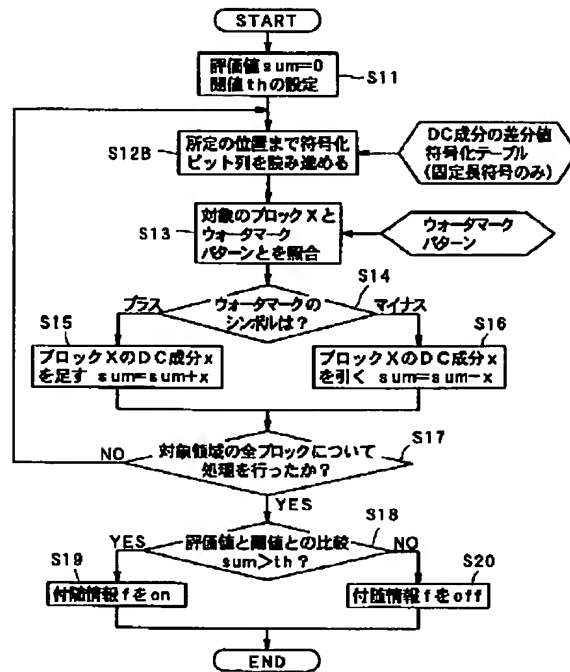 START
評価値sum=0
閾値thの設定
S11
S12B
所定の位置まで符号化
ビット列を読み進める
DC成分の差分値
符号化テーブル
(固定長符号のみ)
S13
対象のブロックXと
ウォータマーク
パターンとを照合
ウォータマーク
パターン
S14
プラス
ウォータマークの
シンボルは?
マイナス
S15
ブロックXのDC成分x
を足す sum=sum+x
S16
ブロックXのDC成分x
を引く sum=sum-x
NO
対象領域の全ブロックについて
処理を行ったか?
S17
YES
S18
YES
評価値と閾値との比較
sum>th?
NO
S19
付随情報fをon
S20
付随情報fをoff
END